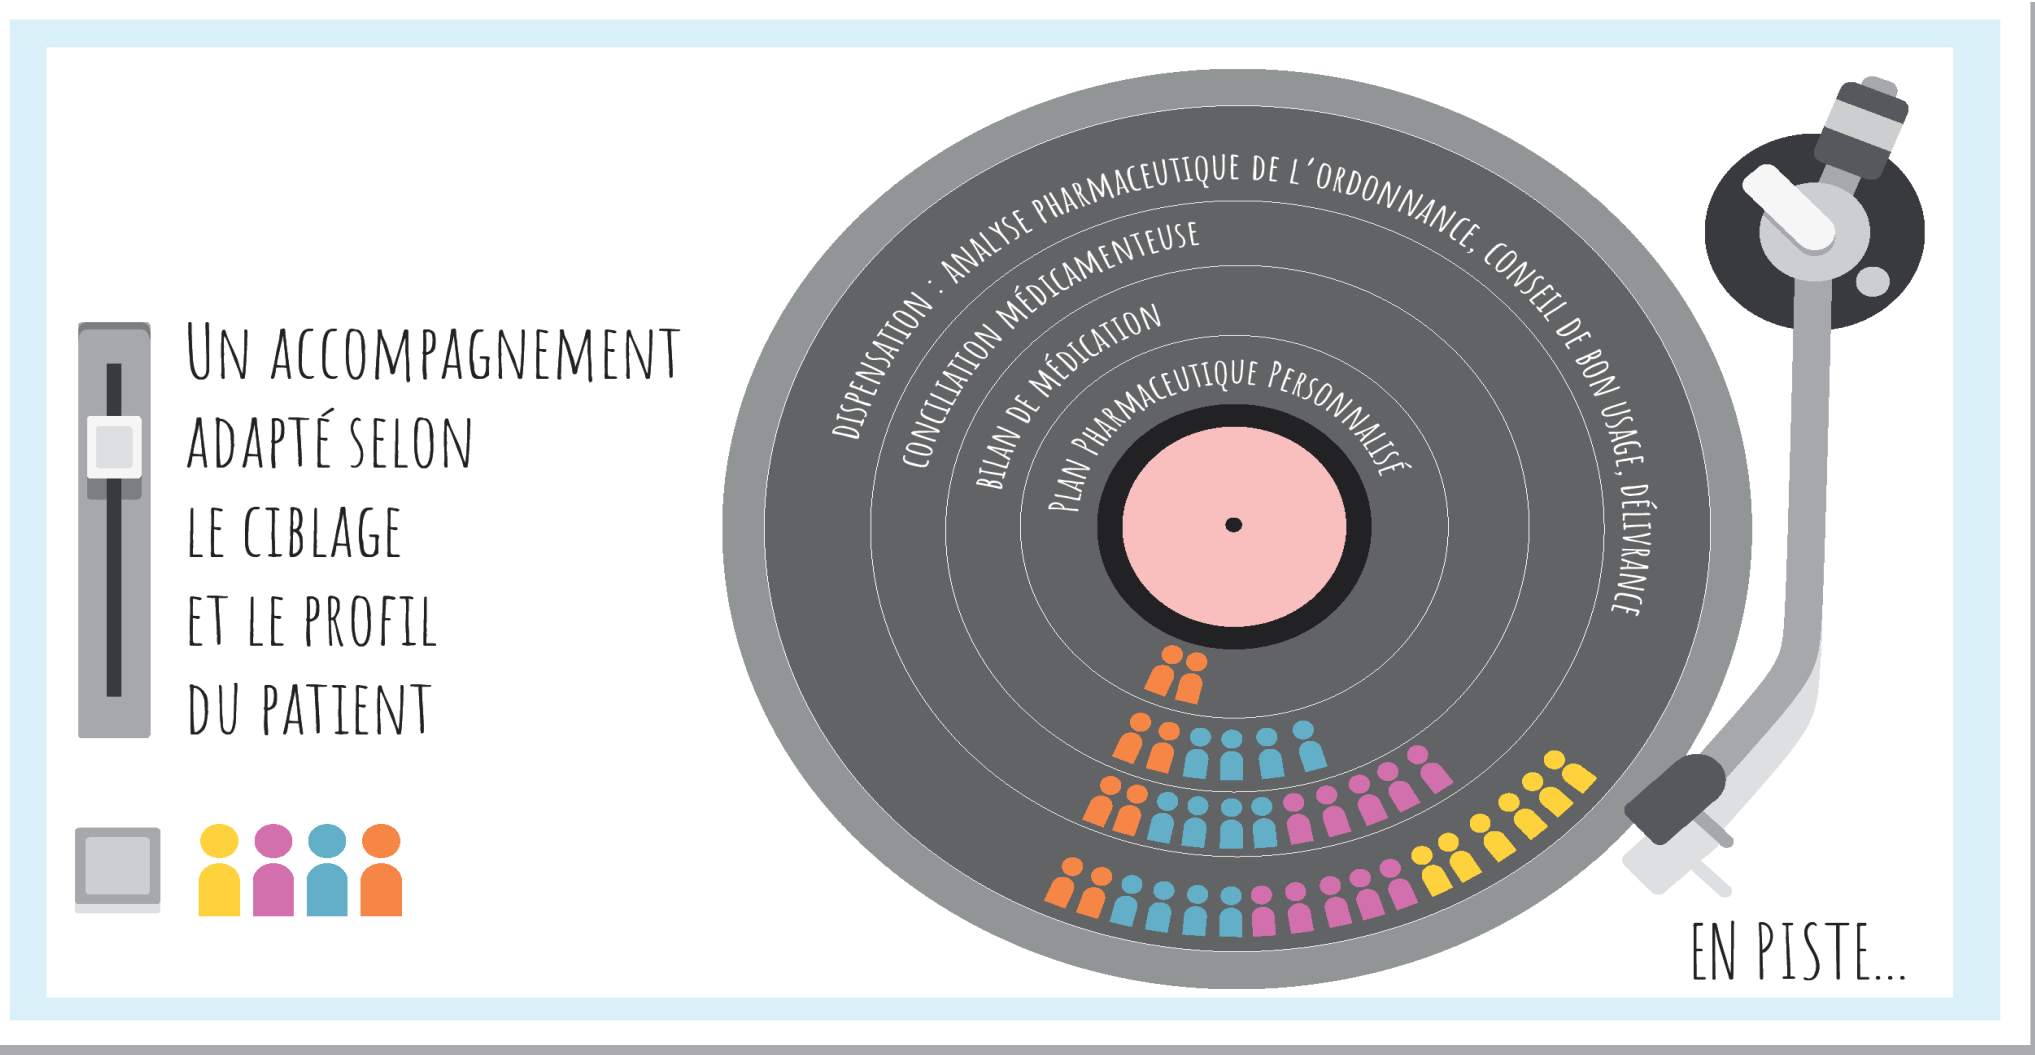 Un accompagnement
adapté selon
le ciblage
et le profil
du patient
dispensation : analyse pharmaceutique de l'ordonnance, conseil de bon usage, délivrance
conciliation médicamenteuse
bilan de médication
Plan Pharmaceutique Personnalisé
en piste...